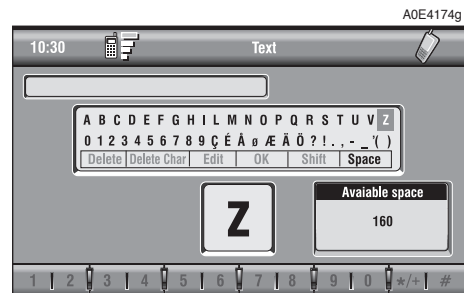 A0E4174g
10:30 Text
A B C D E F G H I L M N O P Q R S T U V Z
0 1 2 3 4 5 6 7 8 9 Ç É Å ø Æ Ä Ö ? ! . , - _ '( )
Delete Delete Char Edit OK Shift Space
Z
Avaiable space
160
1 2 3 4 5 6 7 8 9 0 */+ #